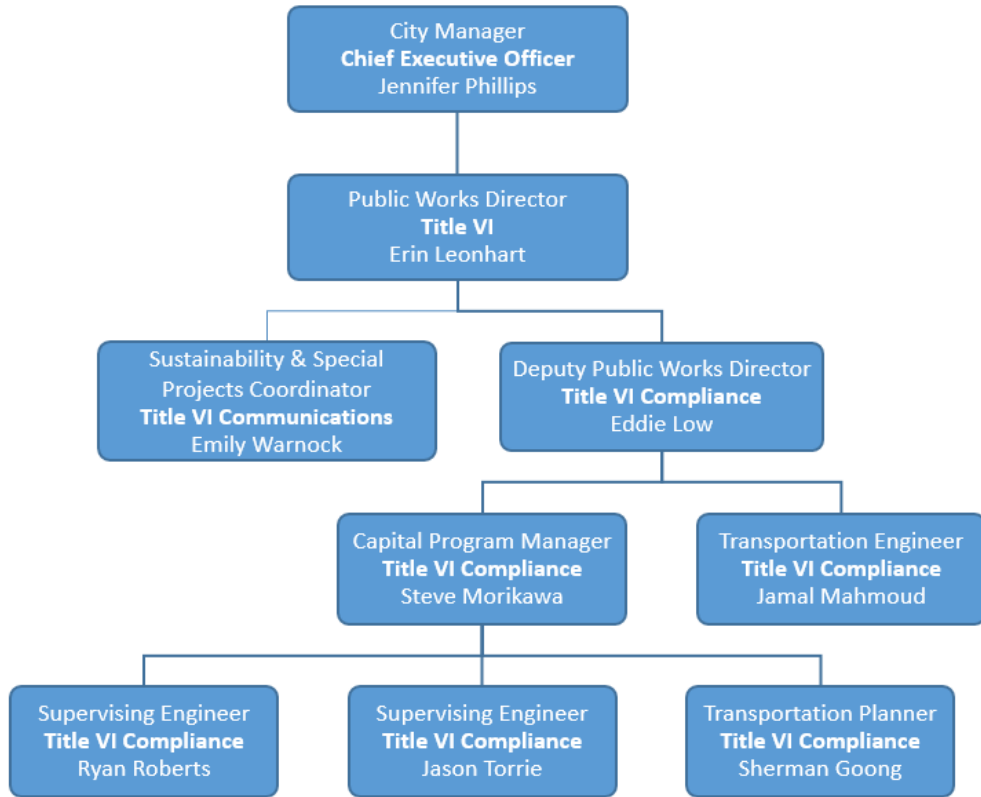 City Manager
Chief Executive Officer
Jennifer Phillips
Public Works Director
Title VI
Erin Leonhart
Sustainability & Special
Projects Coordinator
Title VI Communications
Emily Warnock
Deputy Public Works Director
Title VI Compliance
Eddie Low
Capital Program Manager
Title VI Compliance
Steve Morikawa
Transportation Engineer
Title VI Compliance
Jamal Mahmoud
Supervising Engineer
Title VI Compliance
Ryan Roberts
Supervising Engineer
Title VI Compliance
Jason Torrie
Transportation Planner
Title VI Compliance
Sherman Goong